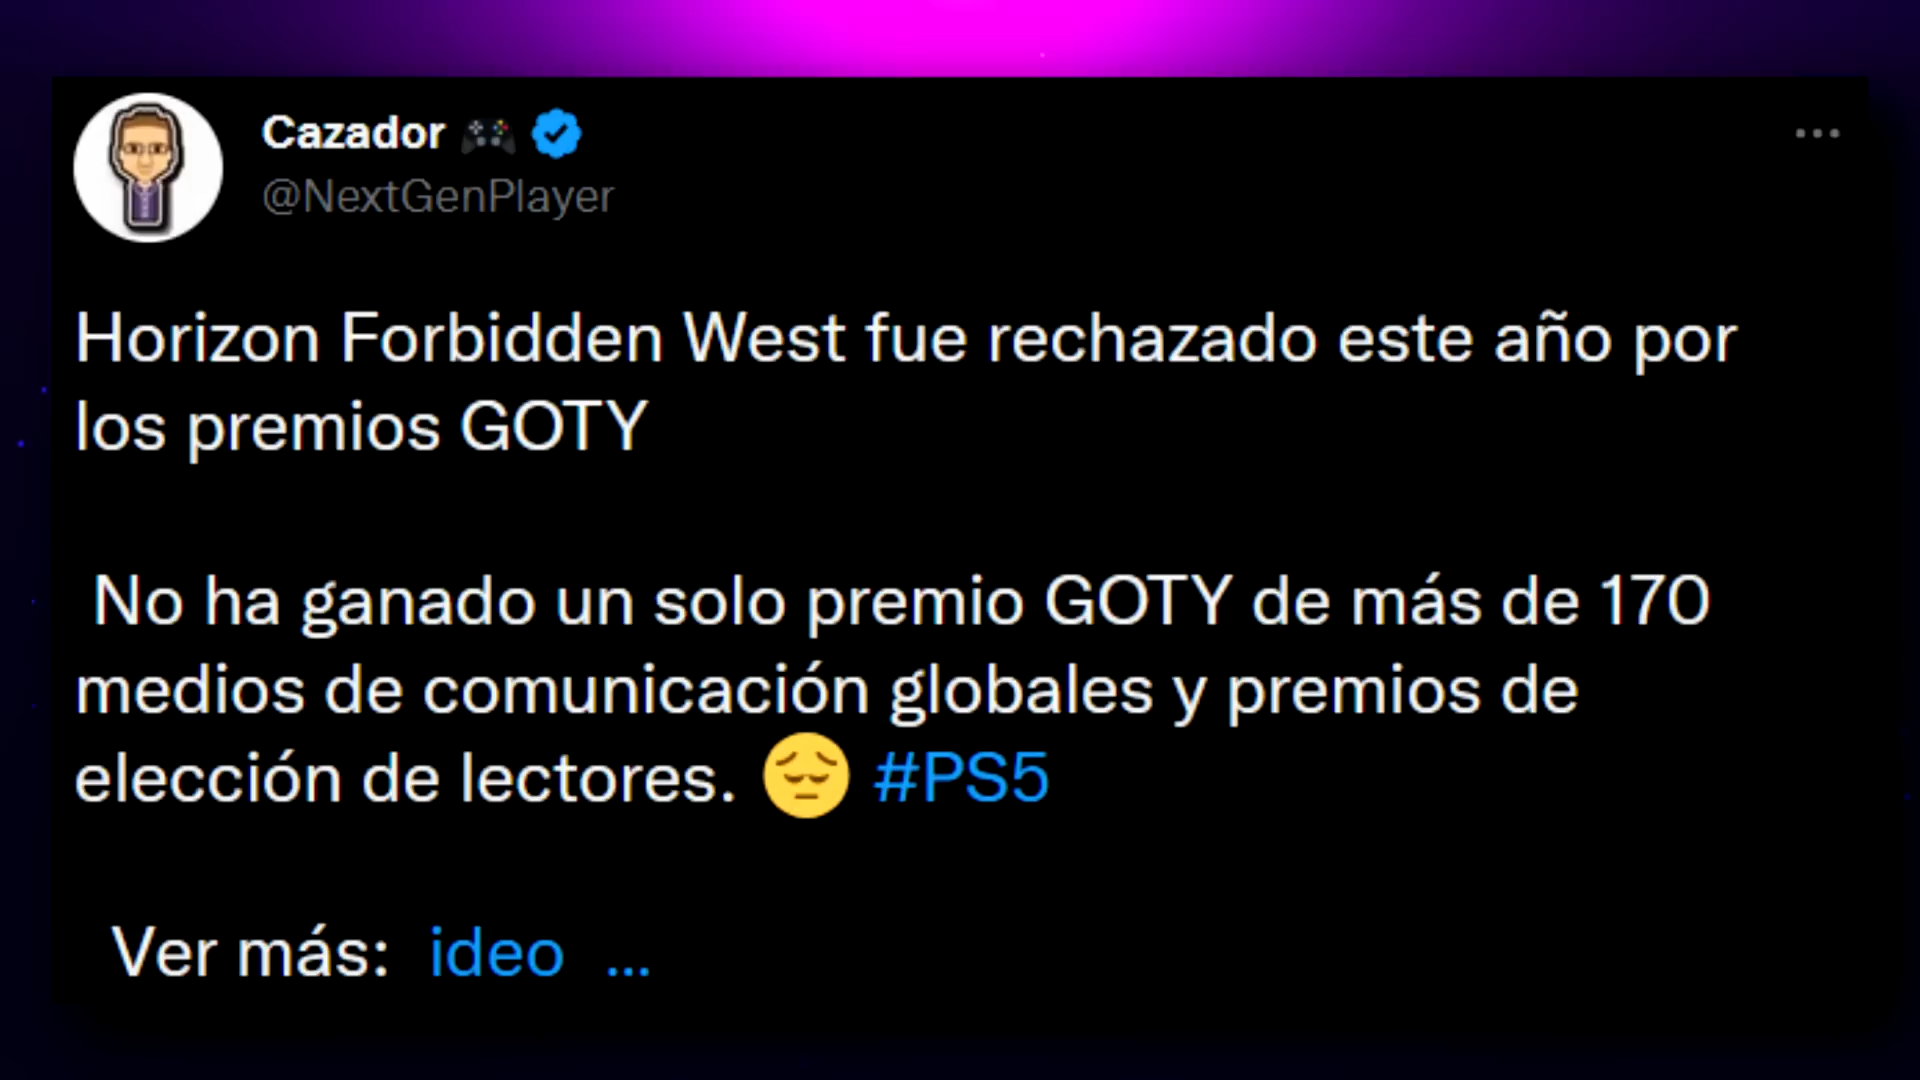 Cazador 🎮
@NextGenPlayer
Horizon Forbidden West fue rechazado este año por
los premios GOTY
No ha ganado un solo premio GOTY de más de 170
medios de comunicación globales y premios de
elección de lectores. 😔 #PS5
Ver más: ideo ...